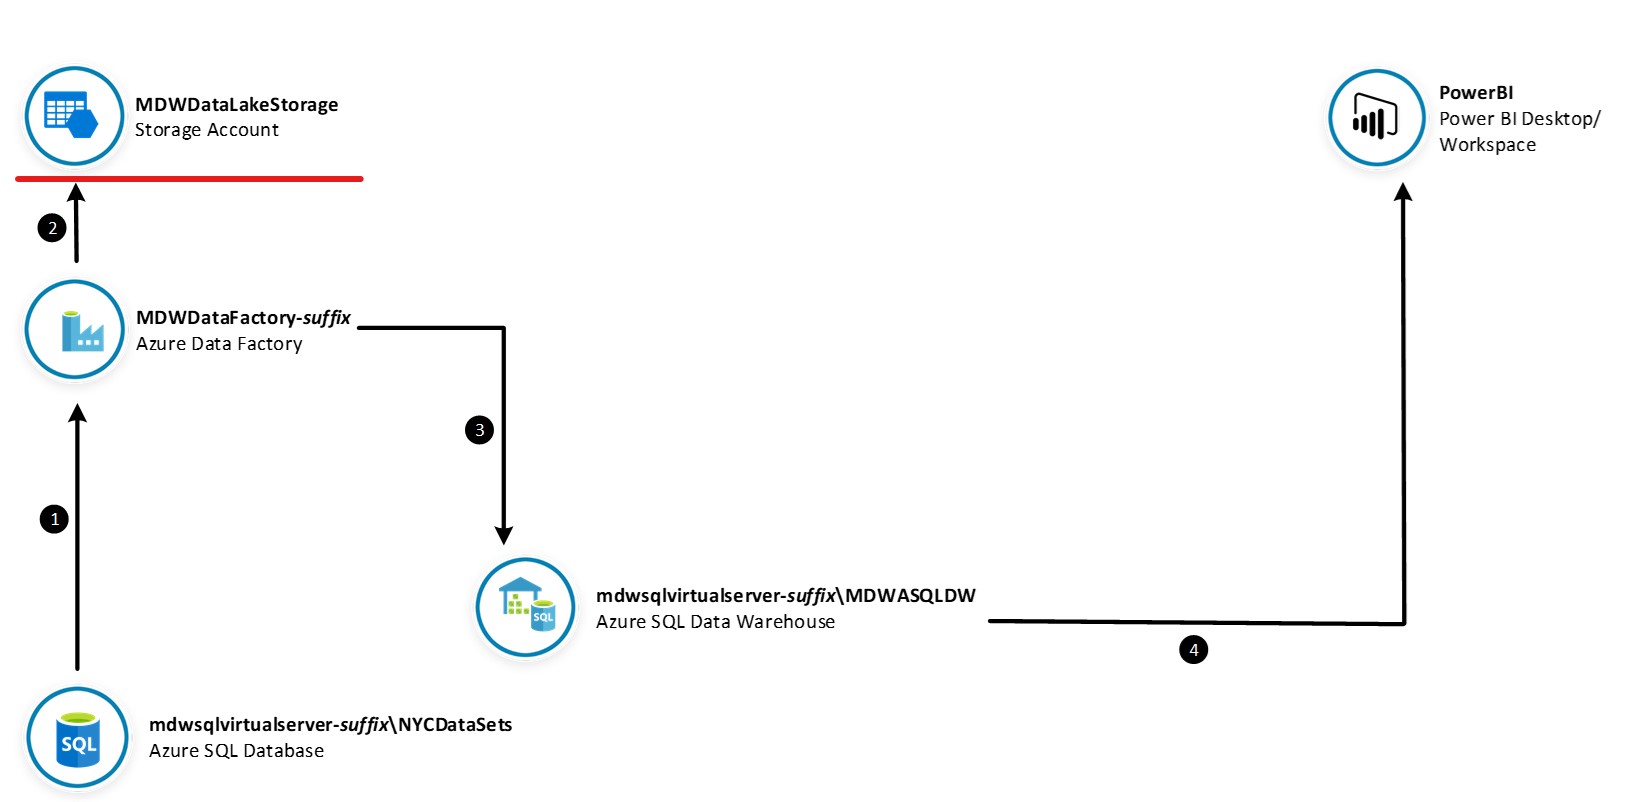 MDWDataLakeStorage
Storage Account
PowerBI
Power BI Desktop/
Workspace
2
MDWDataFactory-suffix
Azure Data Factory
3
1
SQL
mdwsqlvirtualserver-suffix\MDWASQLDW
Azure SQL Data Warehouse
4
SQL
mdwsqlvirtualserver-suffix\NYCDataSets
Azure SQL Database